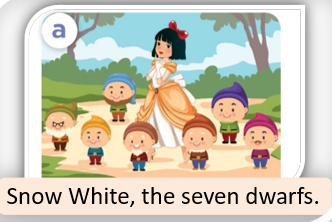 a
Snow White, the seven dwarfs.